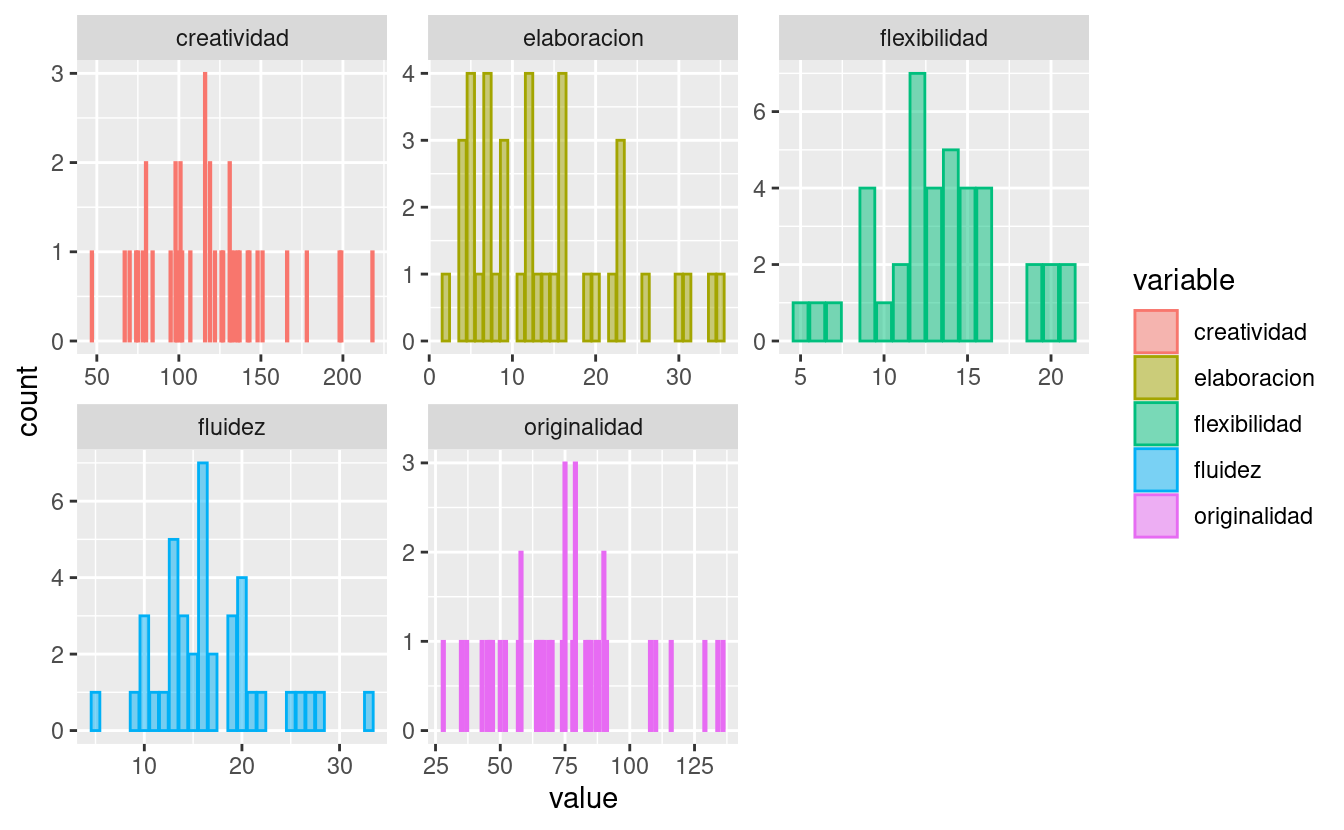 creatividad elaboracion flexibilidad
3
2
1
0
50 100 150 200
4
3
2
1
0
0 10 20 30
6
4
2
0
5 10 15 20
count
fluidez originalidad
6
4
2
0
10 20 30
3
2
1
0
25 50 75 100 125
value
variable
creatividad
elaboracion
flexibilidad
fluidez
originalidad